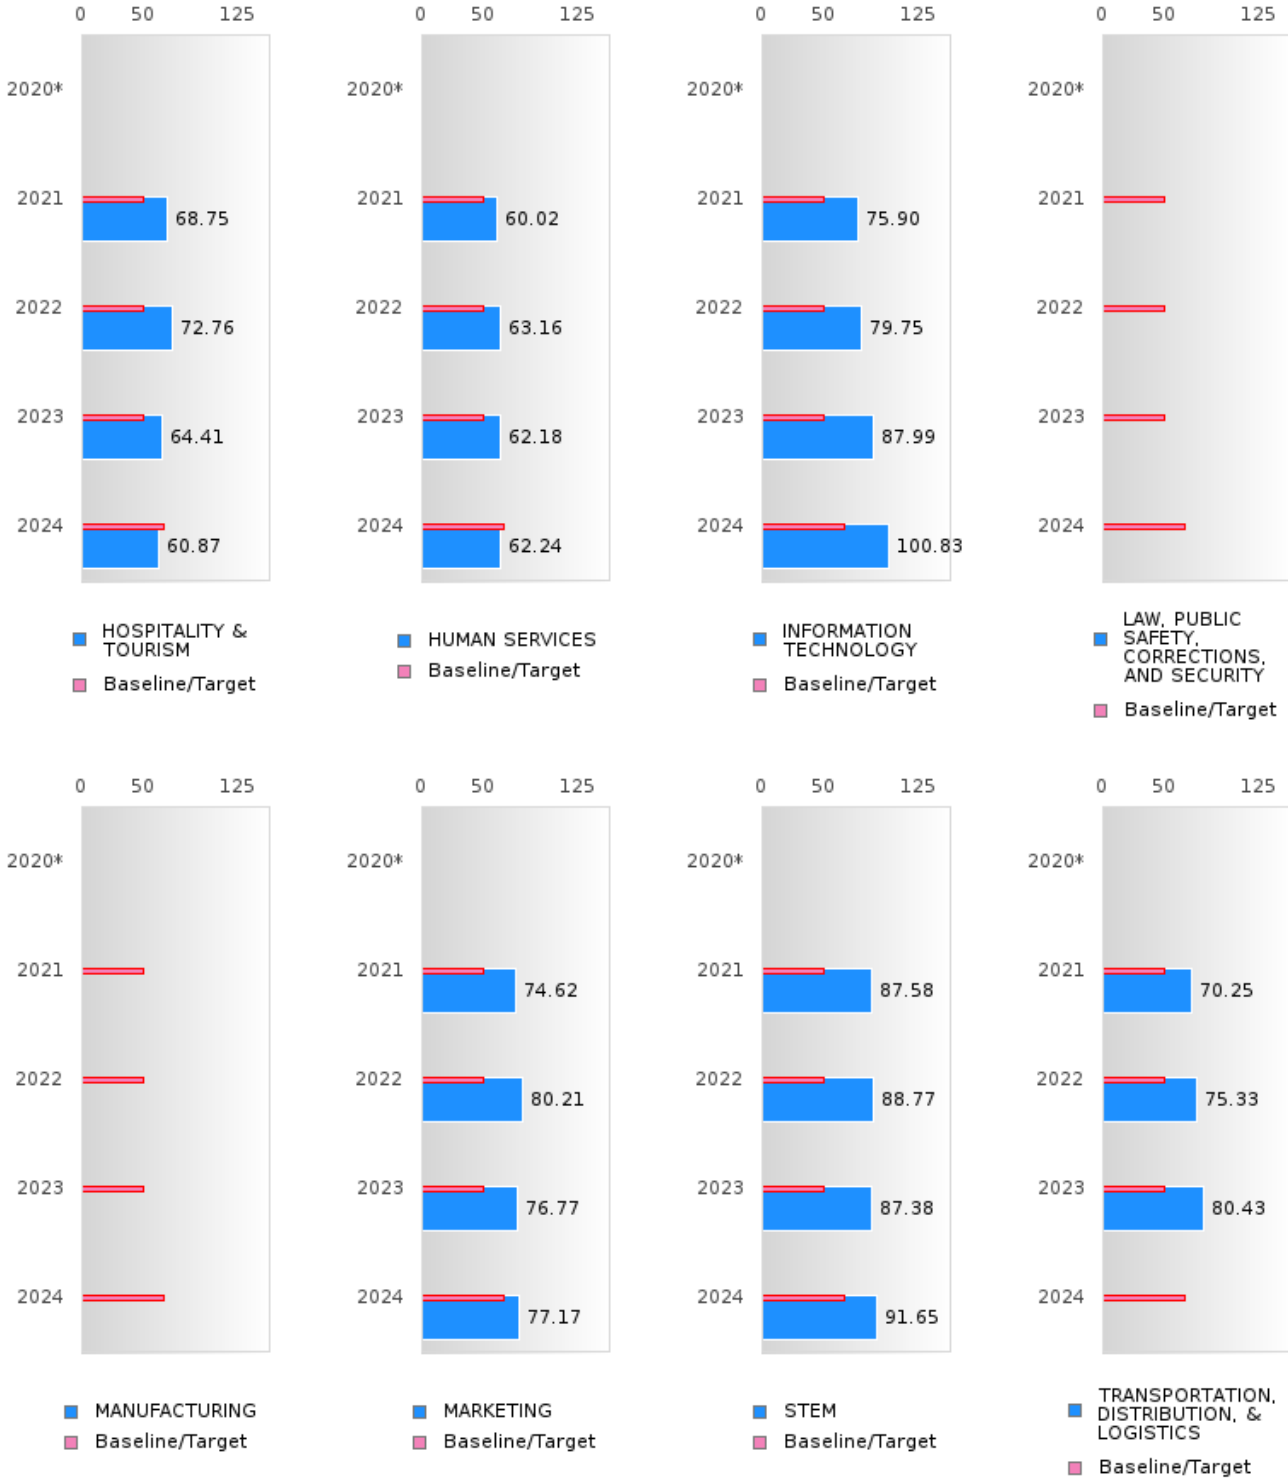 0 50 125
0 50 125
0 50 125
0 50 125
2020*
2020*
2020*
2020*
2021
68.75
2021
60.02
2021
75.90
2021
2022
72.76
2022
63.16
2022
79.75
2022
2023
64.41
2023
62.18
2023
87.99
2023
2024
60.87
2024
62.24
2024
100.83
2024
HOSPITALITY &
TOURISM
Baseline/Target
HUMAN SERVICES
Baseline/Target
INFORMATION
TECHNOLOGY
Baseline/Target
LAW, PUBLIC
SAFETY,
CORRECTIONS,
AND SECURITY
Baseline/Target
0 50 125
0 50 125
0 50 125
0 50 125
2020*
2020*
2020*
2020*
2021
2021
74.62
2021
87.58
2021
70.25
2022
2022
80.21
2022
88.77
2022
75.33
2023
2023
76.77
2023
87.38
2023
80.43
2024
2024
77.17
2024
91.65
2024
MANUFACTURING
Baseline/Target
MARKETING
Baseline/Target
STEM
Baseline/Target
TRANSPORTATION,
DISTRIBUTION, &
LOGISTICS
Baseline/Target